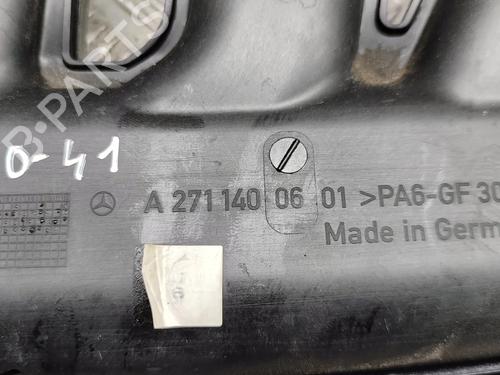 B-PARTS
0-41
A 271 140 06 01 >PA6-GF 30
Made in Germ